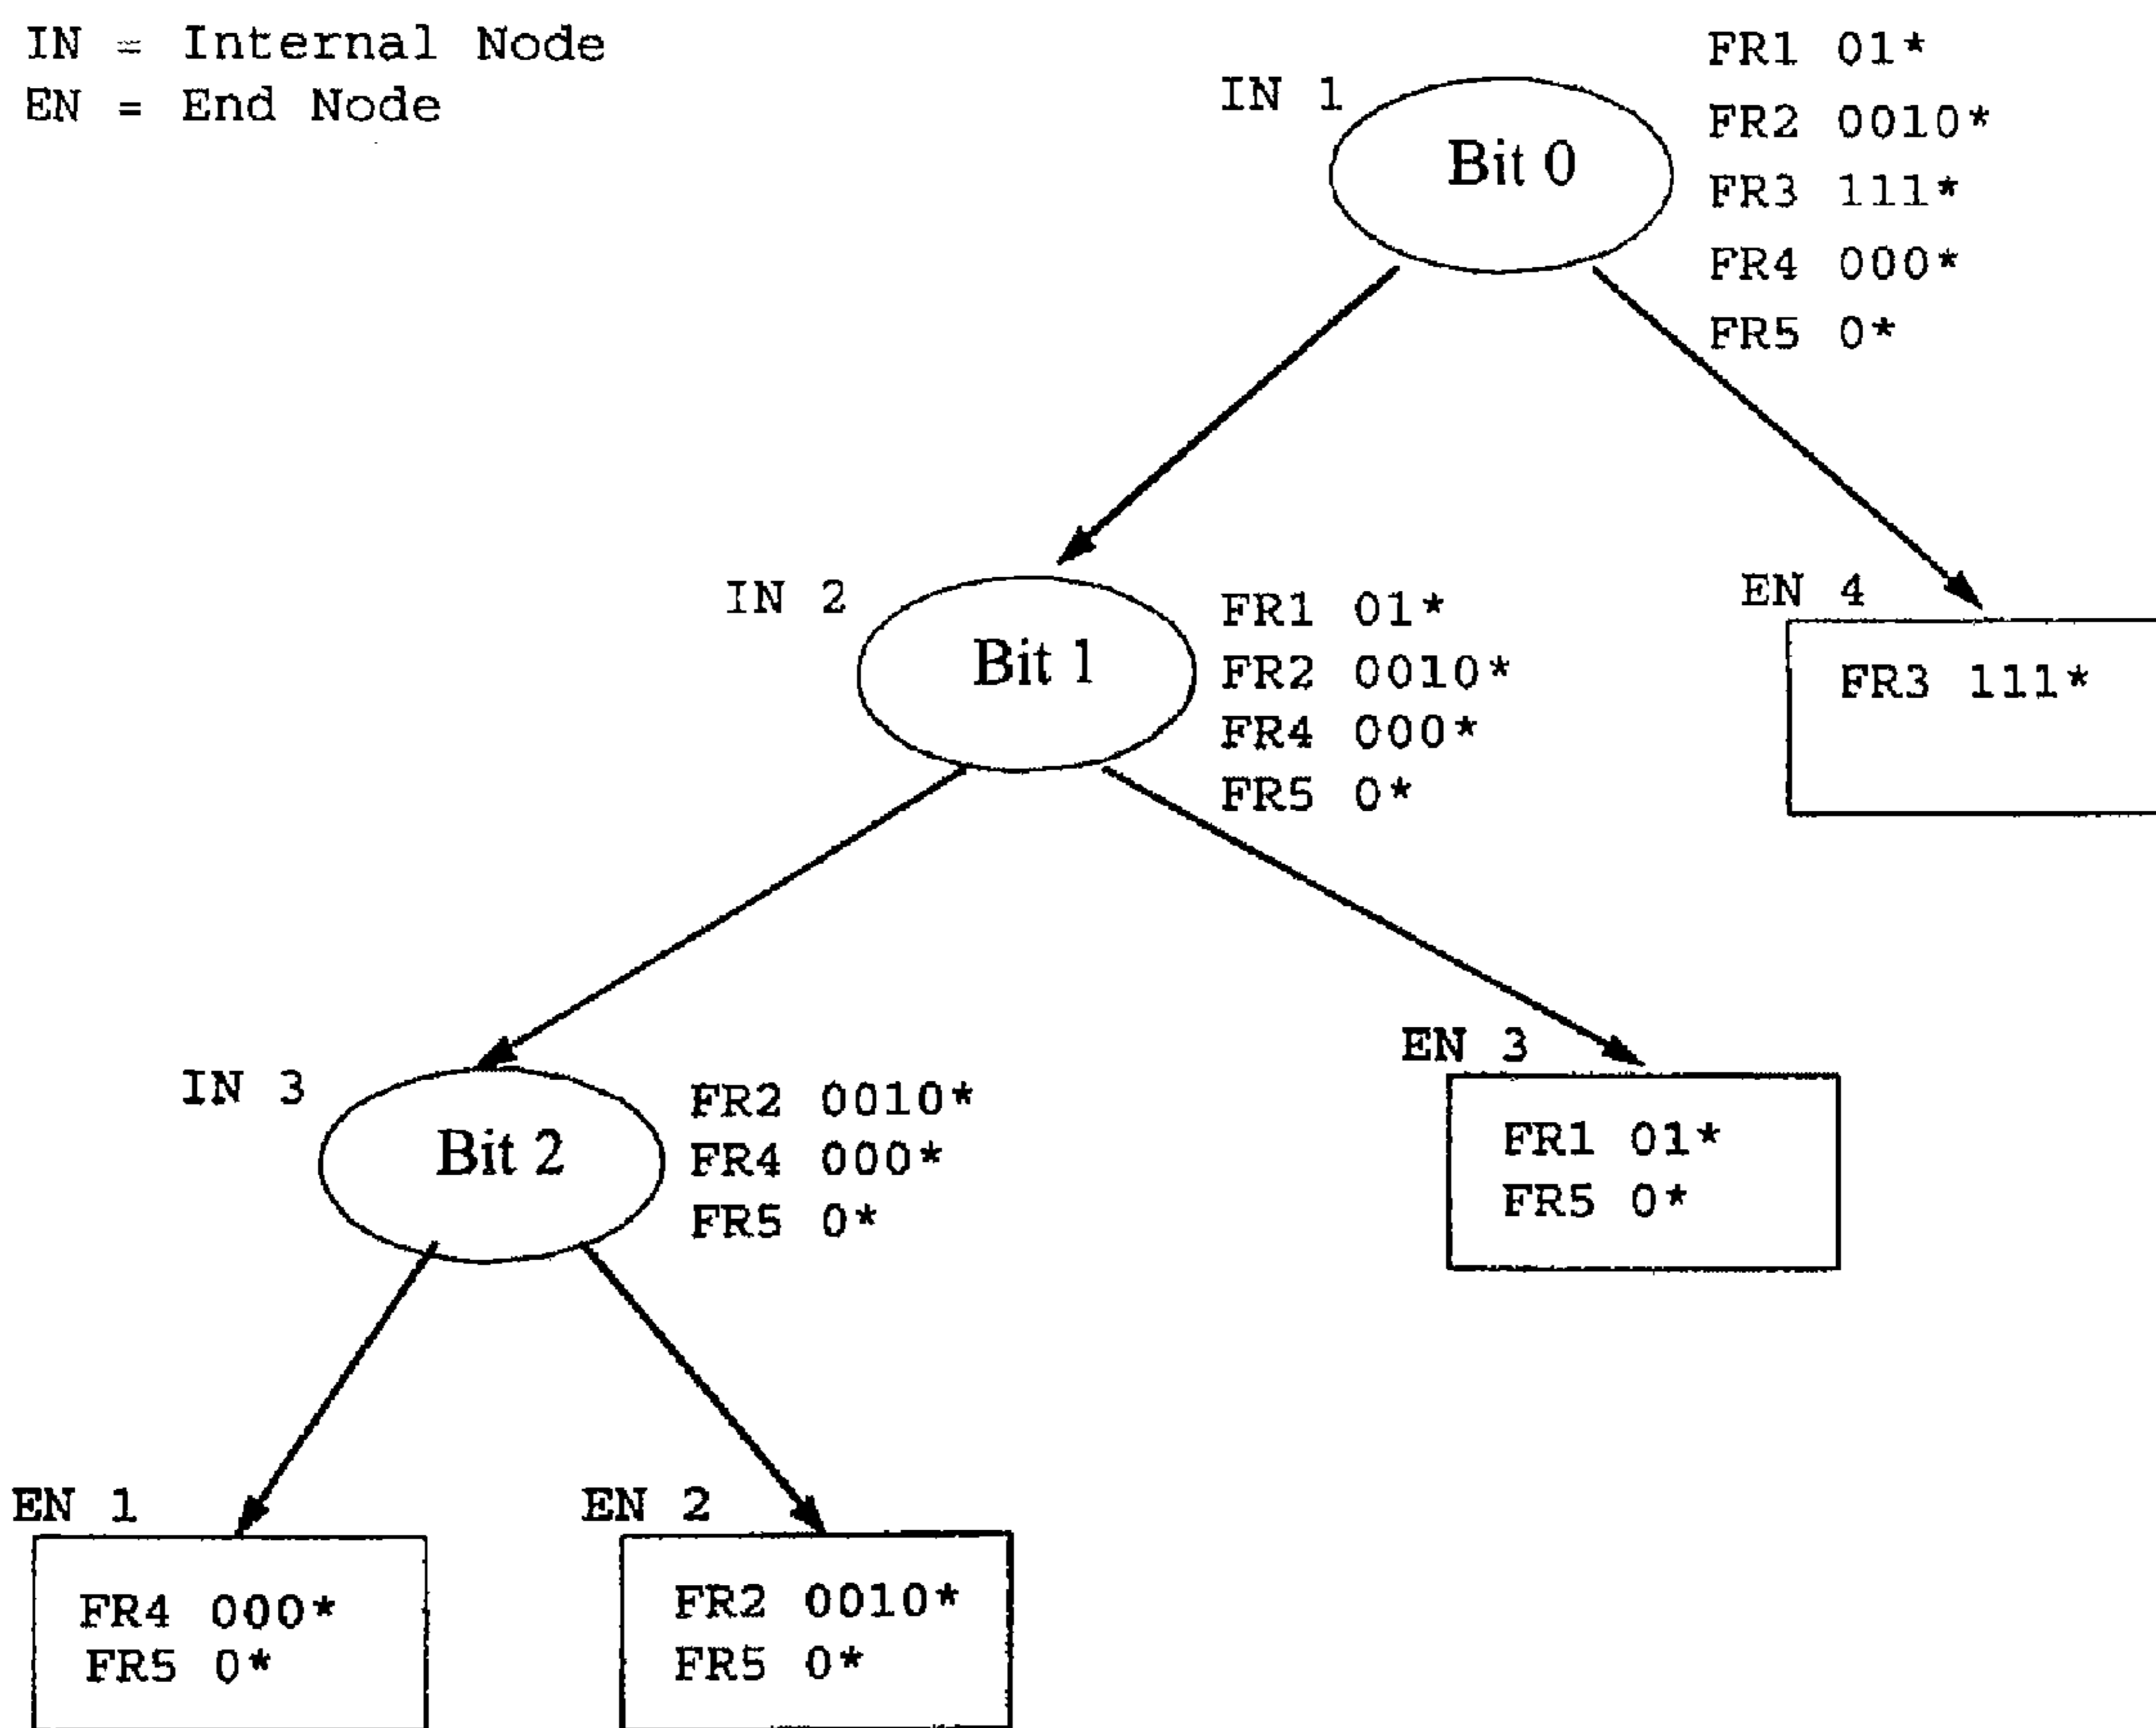 IN = Internal Node
EN = End Node
IN 1
Bit 0
FR1 01*
FR2 0010*
FR3 111*
FR4 000*
FR5 0*
IN 2
Bit 1
FR1 01*
FR2 0010*
FR4 000*
FR5 0*
EN 4
FR3 111*
IN 3
Bit 2
FR2 0010*
FR4 000*
FR5 0*
EN 3
FR1 01*
FR5 0*
EN 1
FR4 000*
FR5 0*
EN 2
FR2 0010*
FR5 0*